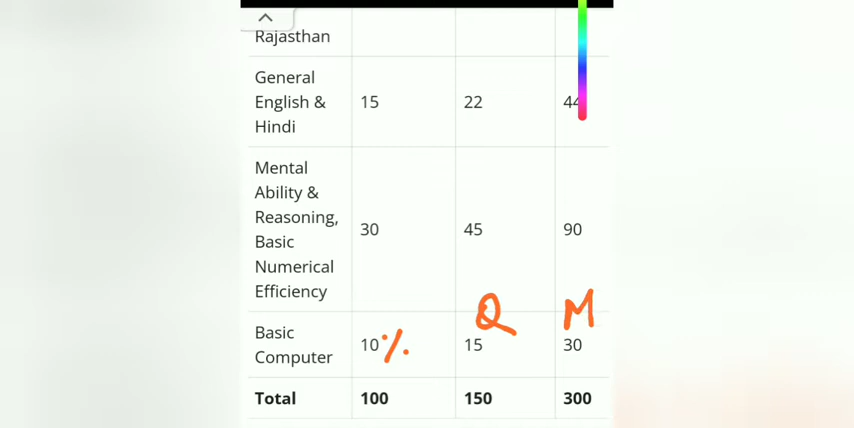 Rajasthan
General
English &
Hindi
15
22
44
Mental
Ability &
Reasoning,
Basic
Numerical
Efficiency
30
45
90
Q
M
Basic
Computer
10%
15
30
Total
100
150
300